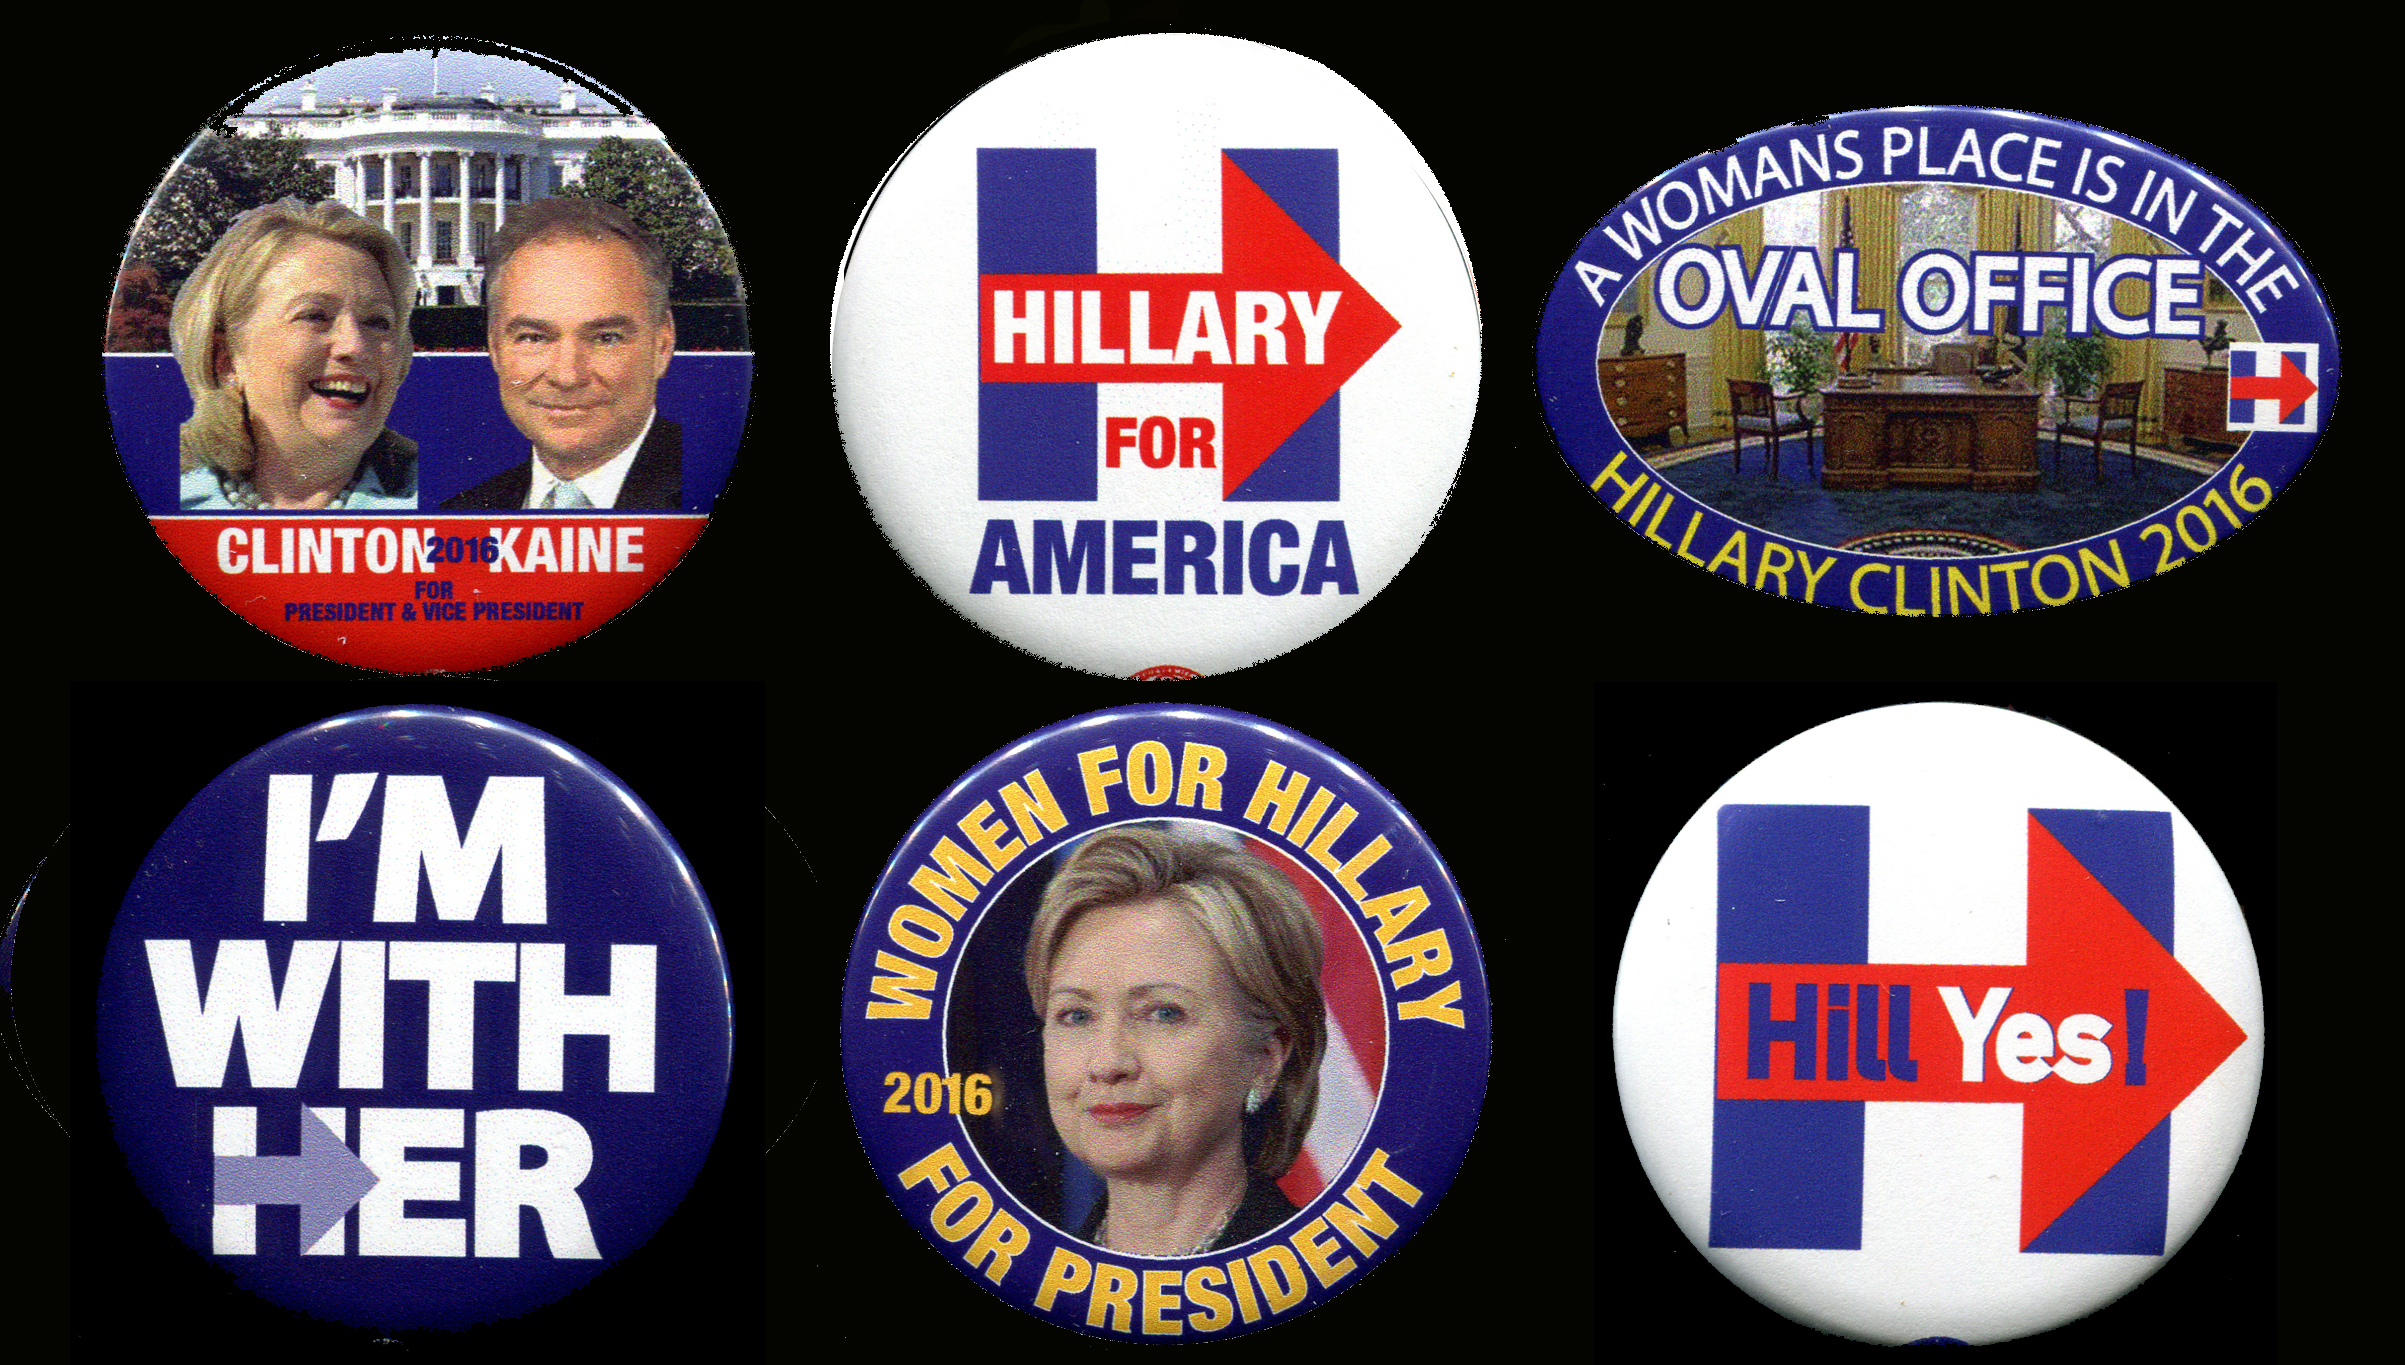 CLINTON 2016 KAINE
FOR
PRESIDENT & VICE PRESIDENT
HILLARY
FOR
AMERICA
A WOMANS PLACE IS IN THE
OVAL OFFICE
H
HILLARY CLINTON 2016
I'M
WITH
HER
WOMEN FOR HILLARY
2016
FOR PRESIDENT
H
Hill Yes!